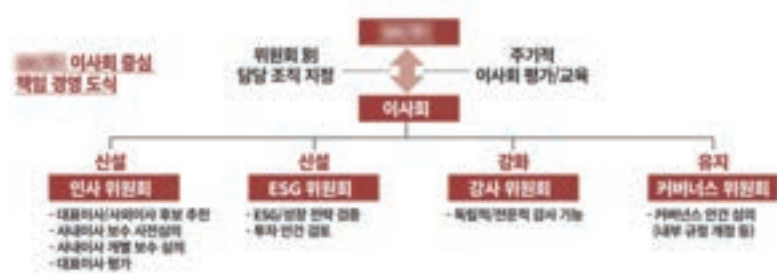 이사회 중심
책임 경영 도식
위원회 別
담당 조직 지정
주기적
이사회 평가/교육
이사회
신설
인사 위원회
- 대표이사/사외이사 후보 추천
- 사내이사 보수 사전심의
- 사내이사 개별 보수 심의
- 대표이사 평가
신설
ESG 위원회
- ESG/성장 전략 검증
- 투자 안건 검토
강화
감사 위원회
- 독립적/전문적 감사 기능
유지
거버넌스 위원회
- 거버넌스 안건 심의
(내부 규정 개정 등)